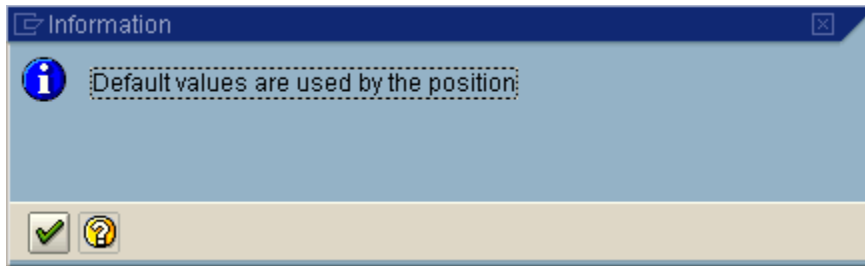 Information
Default values are used by the position